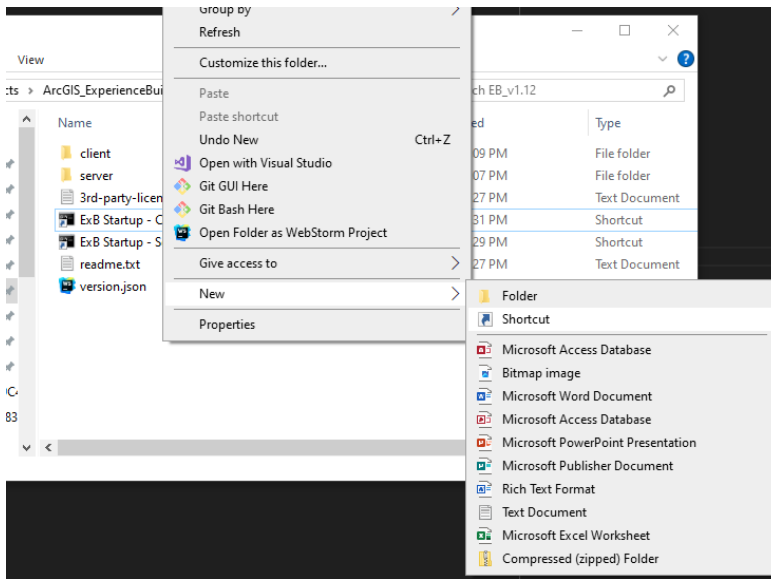 Group by
Refresh
View
Customize this folder...
cts > ArcGIS_ExperienceBui
ch EB_v1.12
Paste
Paste shortcut
Name
ed
Type
Undo New Ctrl+Z
client
09 PM File folder
Open with Visual Studio
server
07 PM File folder
Git GUI Here
3rd-party-licen
27 PM Text Document
Git Bash Here
ExB Startup - C
31 PM Shortcut
Open Folder as WebStorm Project
ExB Startup - S
29 PM Shortcut
Give access to
readme.txt
27 PM Text Document
version.json
New
Properties
Folder
Shortcut
Microsoft Access Database
Bitmap image
Microsoft Word Document
Microsoft Access Database
Microsoft PowerPoint Presentation
Microsoft Publisher Document
Rich Text Format
Text Document
Microsoft Excel Worksheet
Compressed (zipped) Folder
83